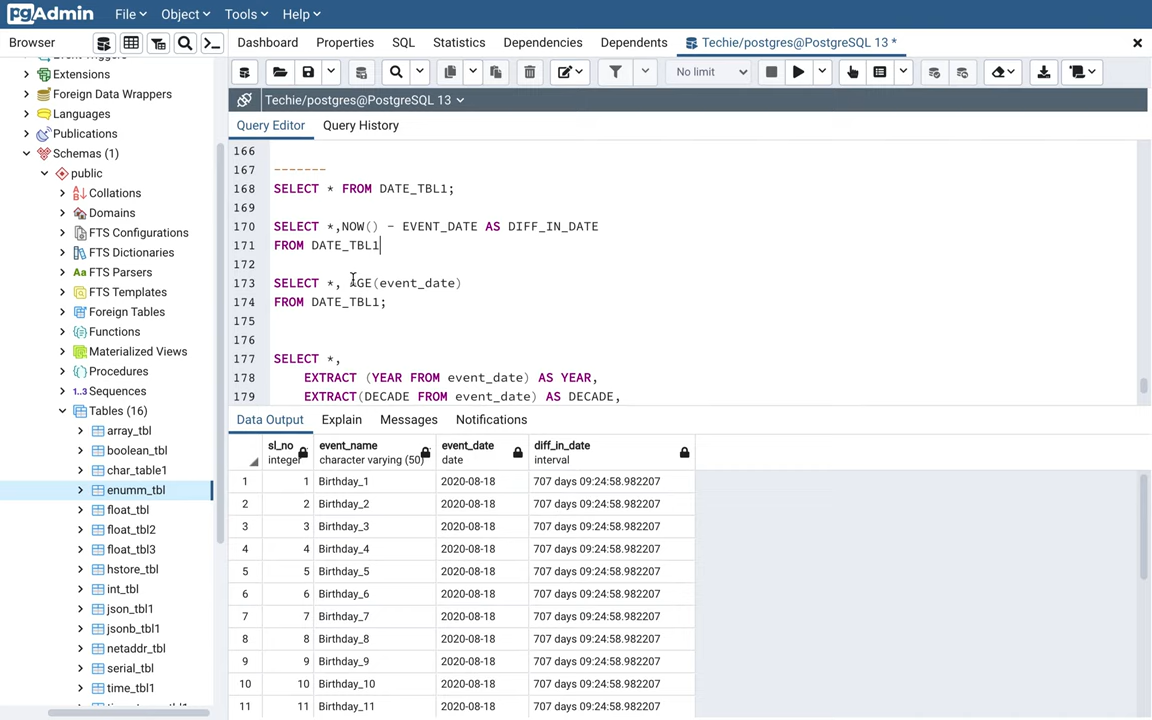 pgAdmin File Object Tools Help
Browser
Dashboard Properties SQL Statistics Dependencies Dependents Techie/postgres@PostgreSQL 13 *
No limit
Techie/postgres@PostgreSQL 13
Query Editor Query History
Extensions
Foreign Data Wrappers
Languages
Publications
Schemas (1)
public
Collations
Domains
FTS Configurations
FTS Dictionaries
Aa FTS Parsers
FTS Templates
Foreign Tables
Functions
Materialized Views
Procedures
1..3 Sequences
Tables (16)
array_tbl
boolean_tbl
char_table1
enumm_tbl
float_tbl
float_tbl2
float_tbl3
hstore_tbl
int_tbl
json_tbl1
jsonb_tbl1
netaddr_tbl
serial_tbl
time_tbl1
166
167 -------
168 SELECT * FROM DATE_TBL1;
169
170 SELECT *,NOW() - EVENT_DATE AS DIFF_IN_DATE
171 FROM DATE_TBL1
172
173 SELECT *, AGE(event_date)
174 FROM DATE_TBL1;
175
176
177 SELECT *,
178 EXTRACT (YEAR FROM event_date) AS YEAR,
179 EXTRACT(DECADE FROM event_date) AS DECADE,
Data Output Explain Messages Notifications
sl_no event_name event_date diff_in_date
integer character varying (50) date interval
1 1 Birthday_1 2020-08-18 707 days 09:24:58.982207
2 2 Birthday_2 2020-08-18 707 days 09:24:58.982207
3 3 Birthday_3 2020-08-18 707 days 09:24:58.982207
4 4 Birthday_4 2020-08-18 707 days 09:24:58.982207
5 5 Birthday_5 2020-08-18 707 days 09:24:58.982207
6 6 Birthday_6 2020-08-18 707 days 09:24:58.982207
7 7 Birthday_7 2020-08-18 707 days 09:24:58.982207
8 8 Birthday_8 2020-08-18 707 days 09:24:58.982207
9 9 Birthday_9 2020-08-18 707 days 09:24:58.982207
10 10 Birthday_10 2020-08-18 707 days 09:24:58.982207
11 11 Birthday_11 2020-08-18 707 days 09:24:58.982207